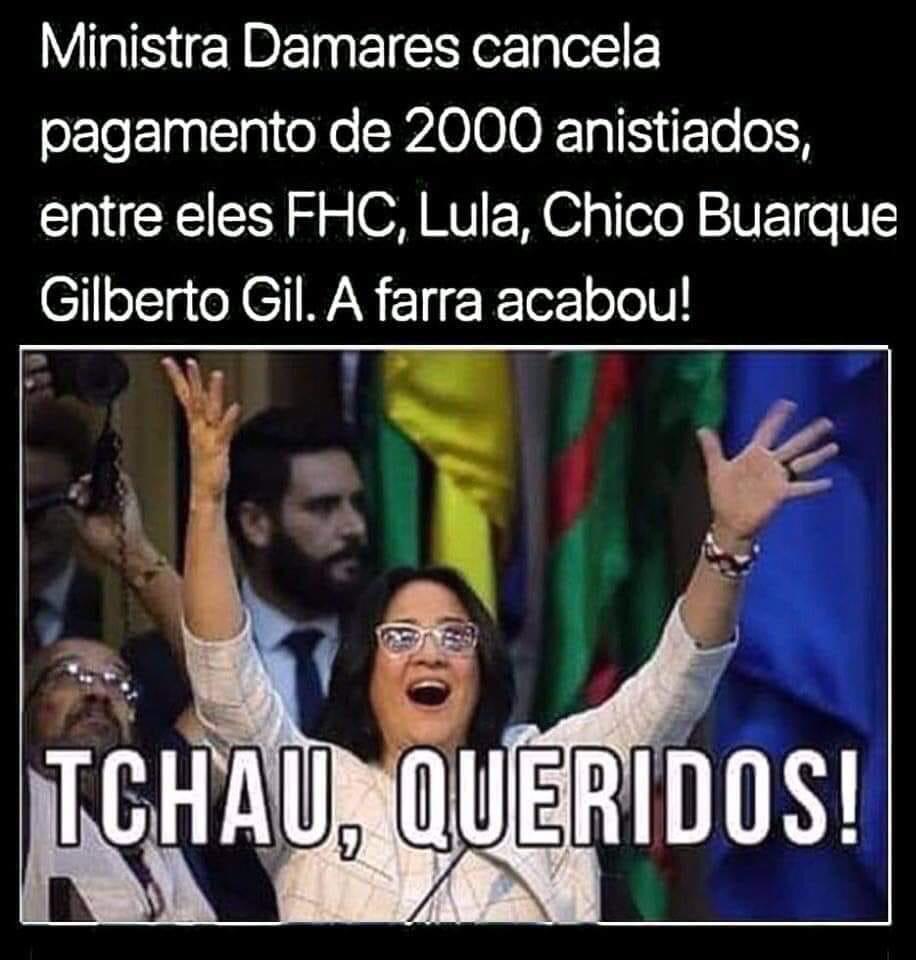 Ministra Damares cancela
pagamento de 2000 anistiados,
entre eles FHC, Lula, Chico Buarque
Gilberto Gil. A farra acabou!
TCHAU, QUERIDOS!